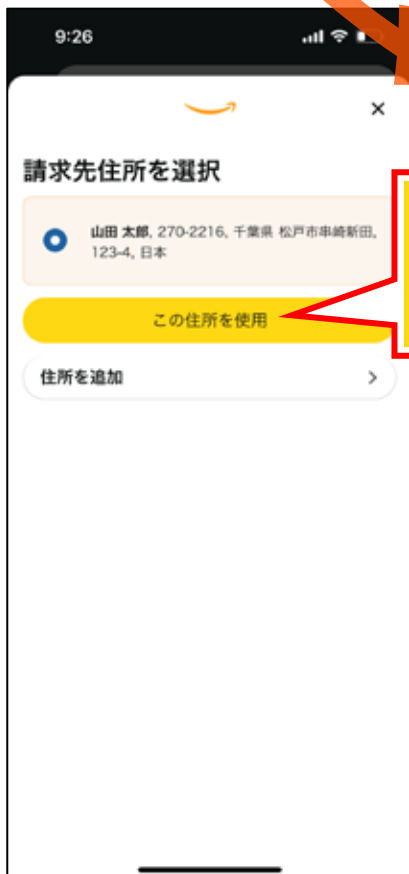 9:26
請求先住所を選択
山田 太郎, 270-2216, 千葉県 松戸市串崎新田,
123-4, 日本
この住所を使用
住所を追加